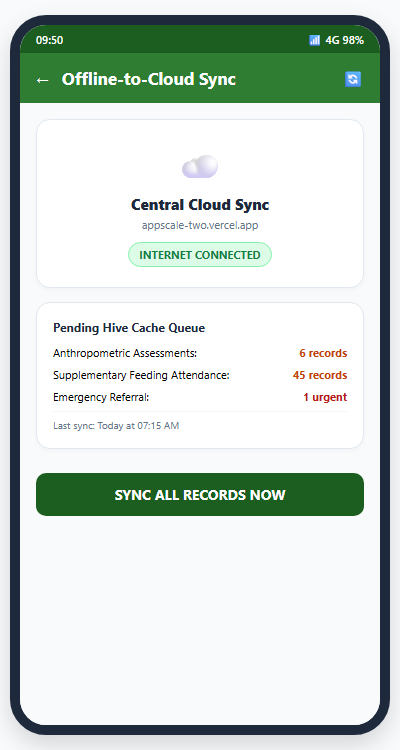 09:50 📶 4G 98%
← Offline-to-Cloud Sync 🔄
Central Cloud Sync
appscale-two.vercel.app
INTERNET CONNECTED
Pending Hive Cache Queue
Anthropometric Assessments: 6 records
Supplementary Feeding Attendance: 45 records
Emergency Referral: 1 urgent
Last sync: Today at 07:15 AM
SYNC ALL RECORDS NOW